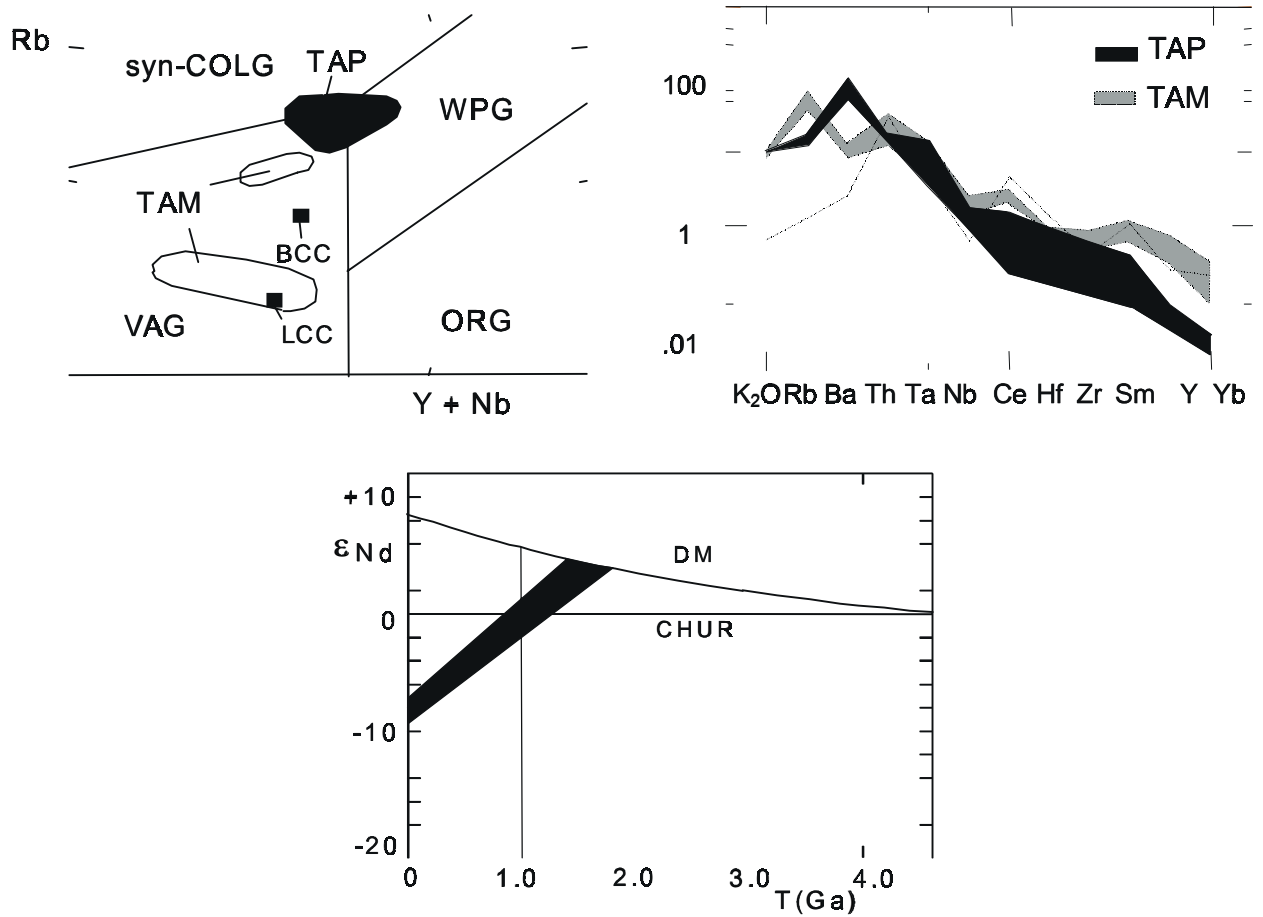 Rb
syn-COLG
TAP
WPG
TAM
BCC
VAG
LCC
ORG
Y + Nb
TAP
TAM
100
1
.01
K₂O Rb Ba Th Ta Nb Ce Hf Zr Sm Y Yb
+10
εNd
DM
0
CHUR
-10
-20
0 1.0 2.0 3.0 4.0
T(Ga)